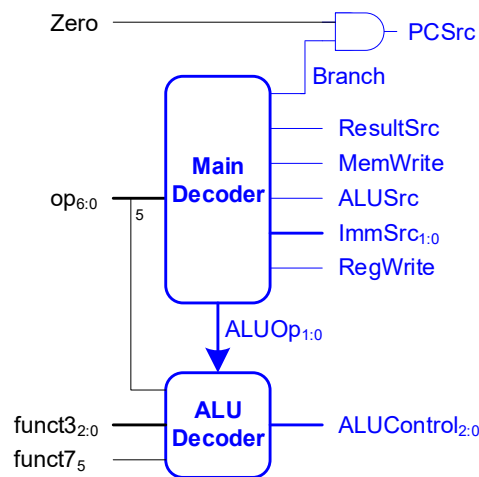 Zero
PCSrc
Branch
ResultSrc
Main
Decoder
MemWrite
op6:0
5
ALUSrc
ImmSrc1:0
RegWrite
ALUOp1:0
ALU
Decoder
funct32:0
ALUControl2:0
funct75